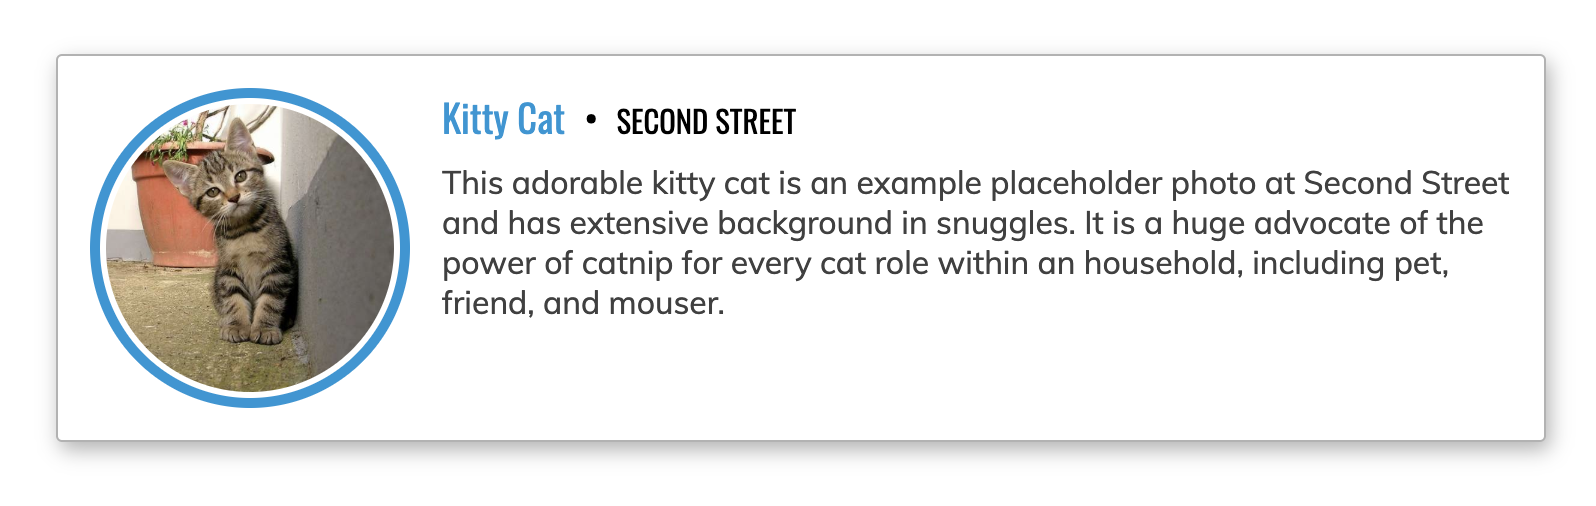 Kitty Cat • SECOND STREET
This adorable kitty cat is an example placeholder photo at Second Street
and has extensive background in snuggles. It is a huge advocate of the
power of catnip for every cat role within an household, including pet,
friend, and mouser.